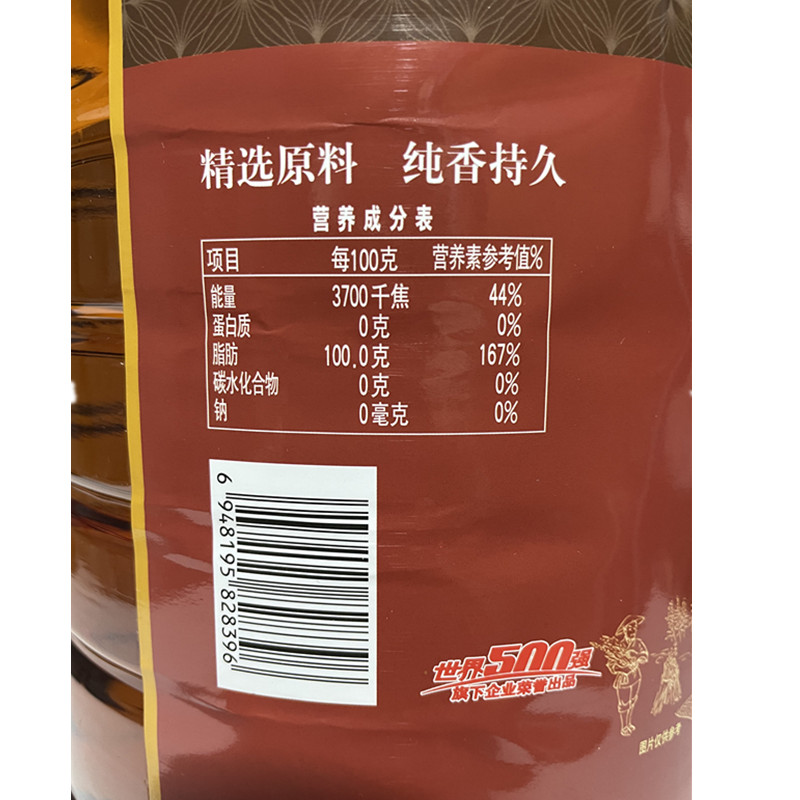 精选原料 纯香持久
营养成分表
项目 每100克 营养素参考值%
能量 3700千焦 44%
蛋白质 0克 0%
脂肪 100.0克 167%
碳水化合物 0克 0%
钠 0毫克 0%
6 948195 828396
世界500强
旗下企业荣誉出品
图片仅供参考